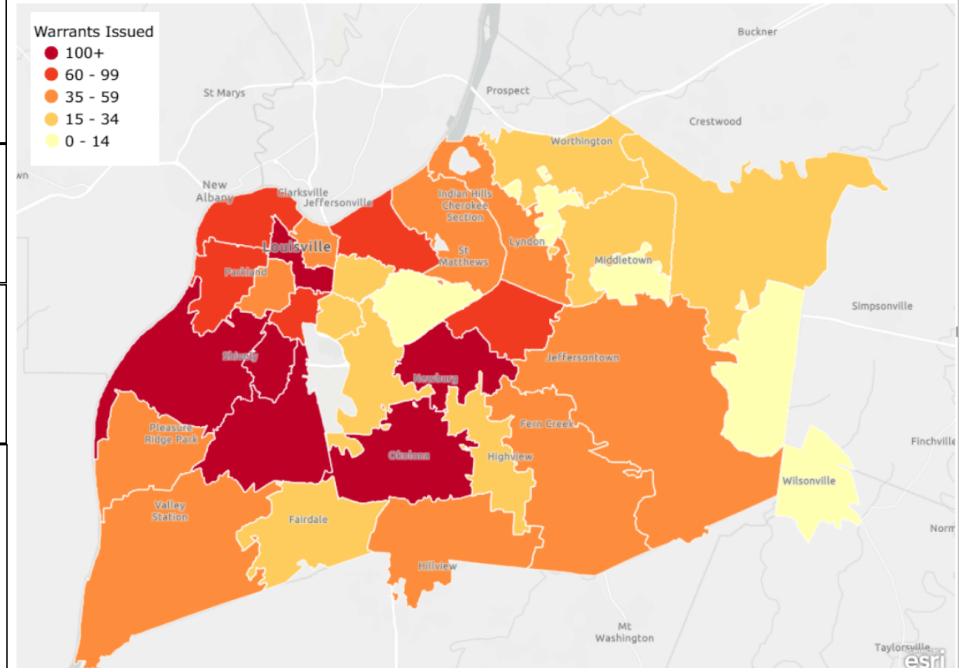 Warrants Issued
100+
60 - 99
35 - 59
15 - 34
0 - 14
Buckner
St Marys
Prospect
Crestwood
Worthington
wn
New
Albany
Clarksville
Jeffersonville
Indian Hills
Cherokee
Section
Louisville
Lyndon
St
Matthews
Middletown
Parkland
Simpsonville
Shively
Jeffersontown
Newburg
Pleasure
Ridge Park
Fern Creek
Finchville
Okolona
Highview
Wilsonville
Valley
Station
Fairdale
Norm
Hillview
Mt
Washington
Taylorsville
esri